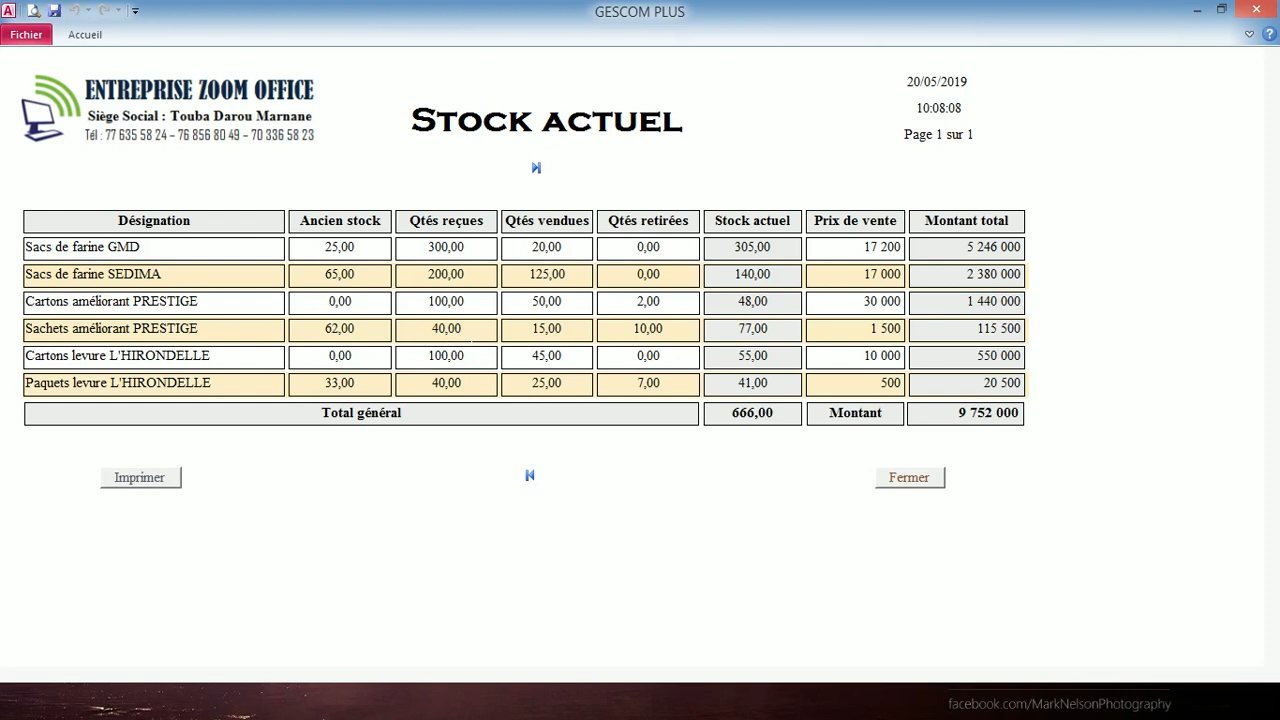 GESCOM PLUS
Fichier Accueil
ENTREPRISE ZOOM OFFICE
Siège Social : Touba Darou Marnane
Tél : 77 635 58 24 – 76 856 80 49 – 70 336 58 23
STOCK ACTUEL
20/05/2019
10:08:08
Page 1 sur 1
Désignation Ancien stock Qtés reçues Qtés vendues Qtés retirées Stock actuel Prix de vente Montant total
Sacs de farine GMD 25,00 300,00 20,00 0,00 305,00 17 200 5 246 000
Sacs de farine SEDIMA 65,00 200,00 125,00 0,00 140,00 17 000 2 380 000
Cartons améliorant PRESTIGE 0,00 100,00 50,00 2,00 48,00 30 000 1 440 000
Sachets améliorant PRESTIGE 62,00 40,00 15,00 10,00 77,00 1 500 115 500
Cartons levure L'HIRONDELLE 0,00 100,00 45,00 0,00 55,00 10 000 550 000
Paquets levure L'HIRONDELLE 33,00 40,00 25,00 7,00 41,00 500 20 500
Total général 666,00 Montant 9 752 000
Imprimer Fermer
facebook.com/MarkNelsonPhotography